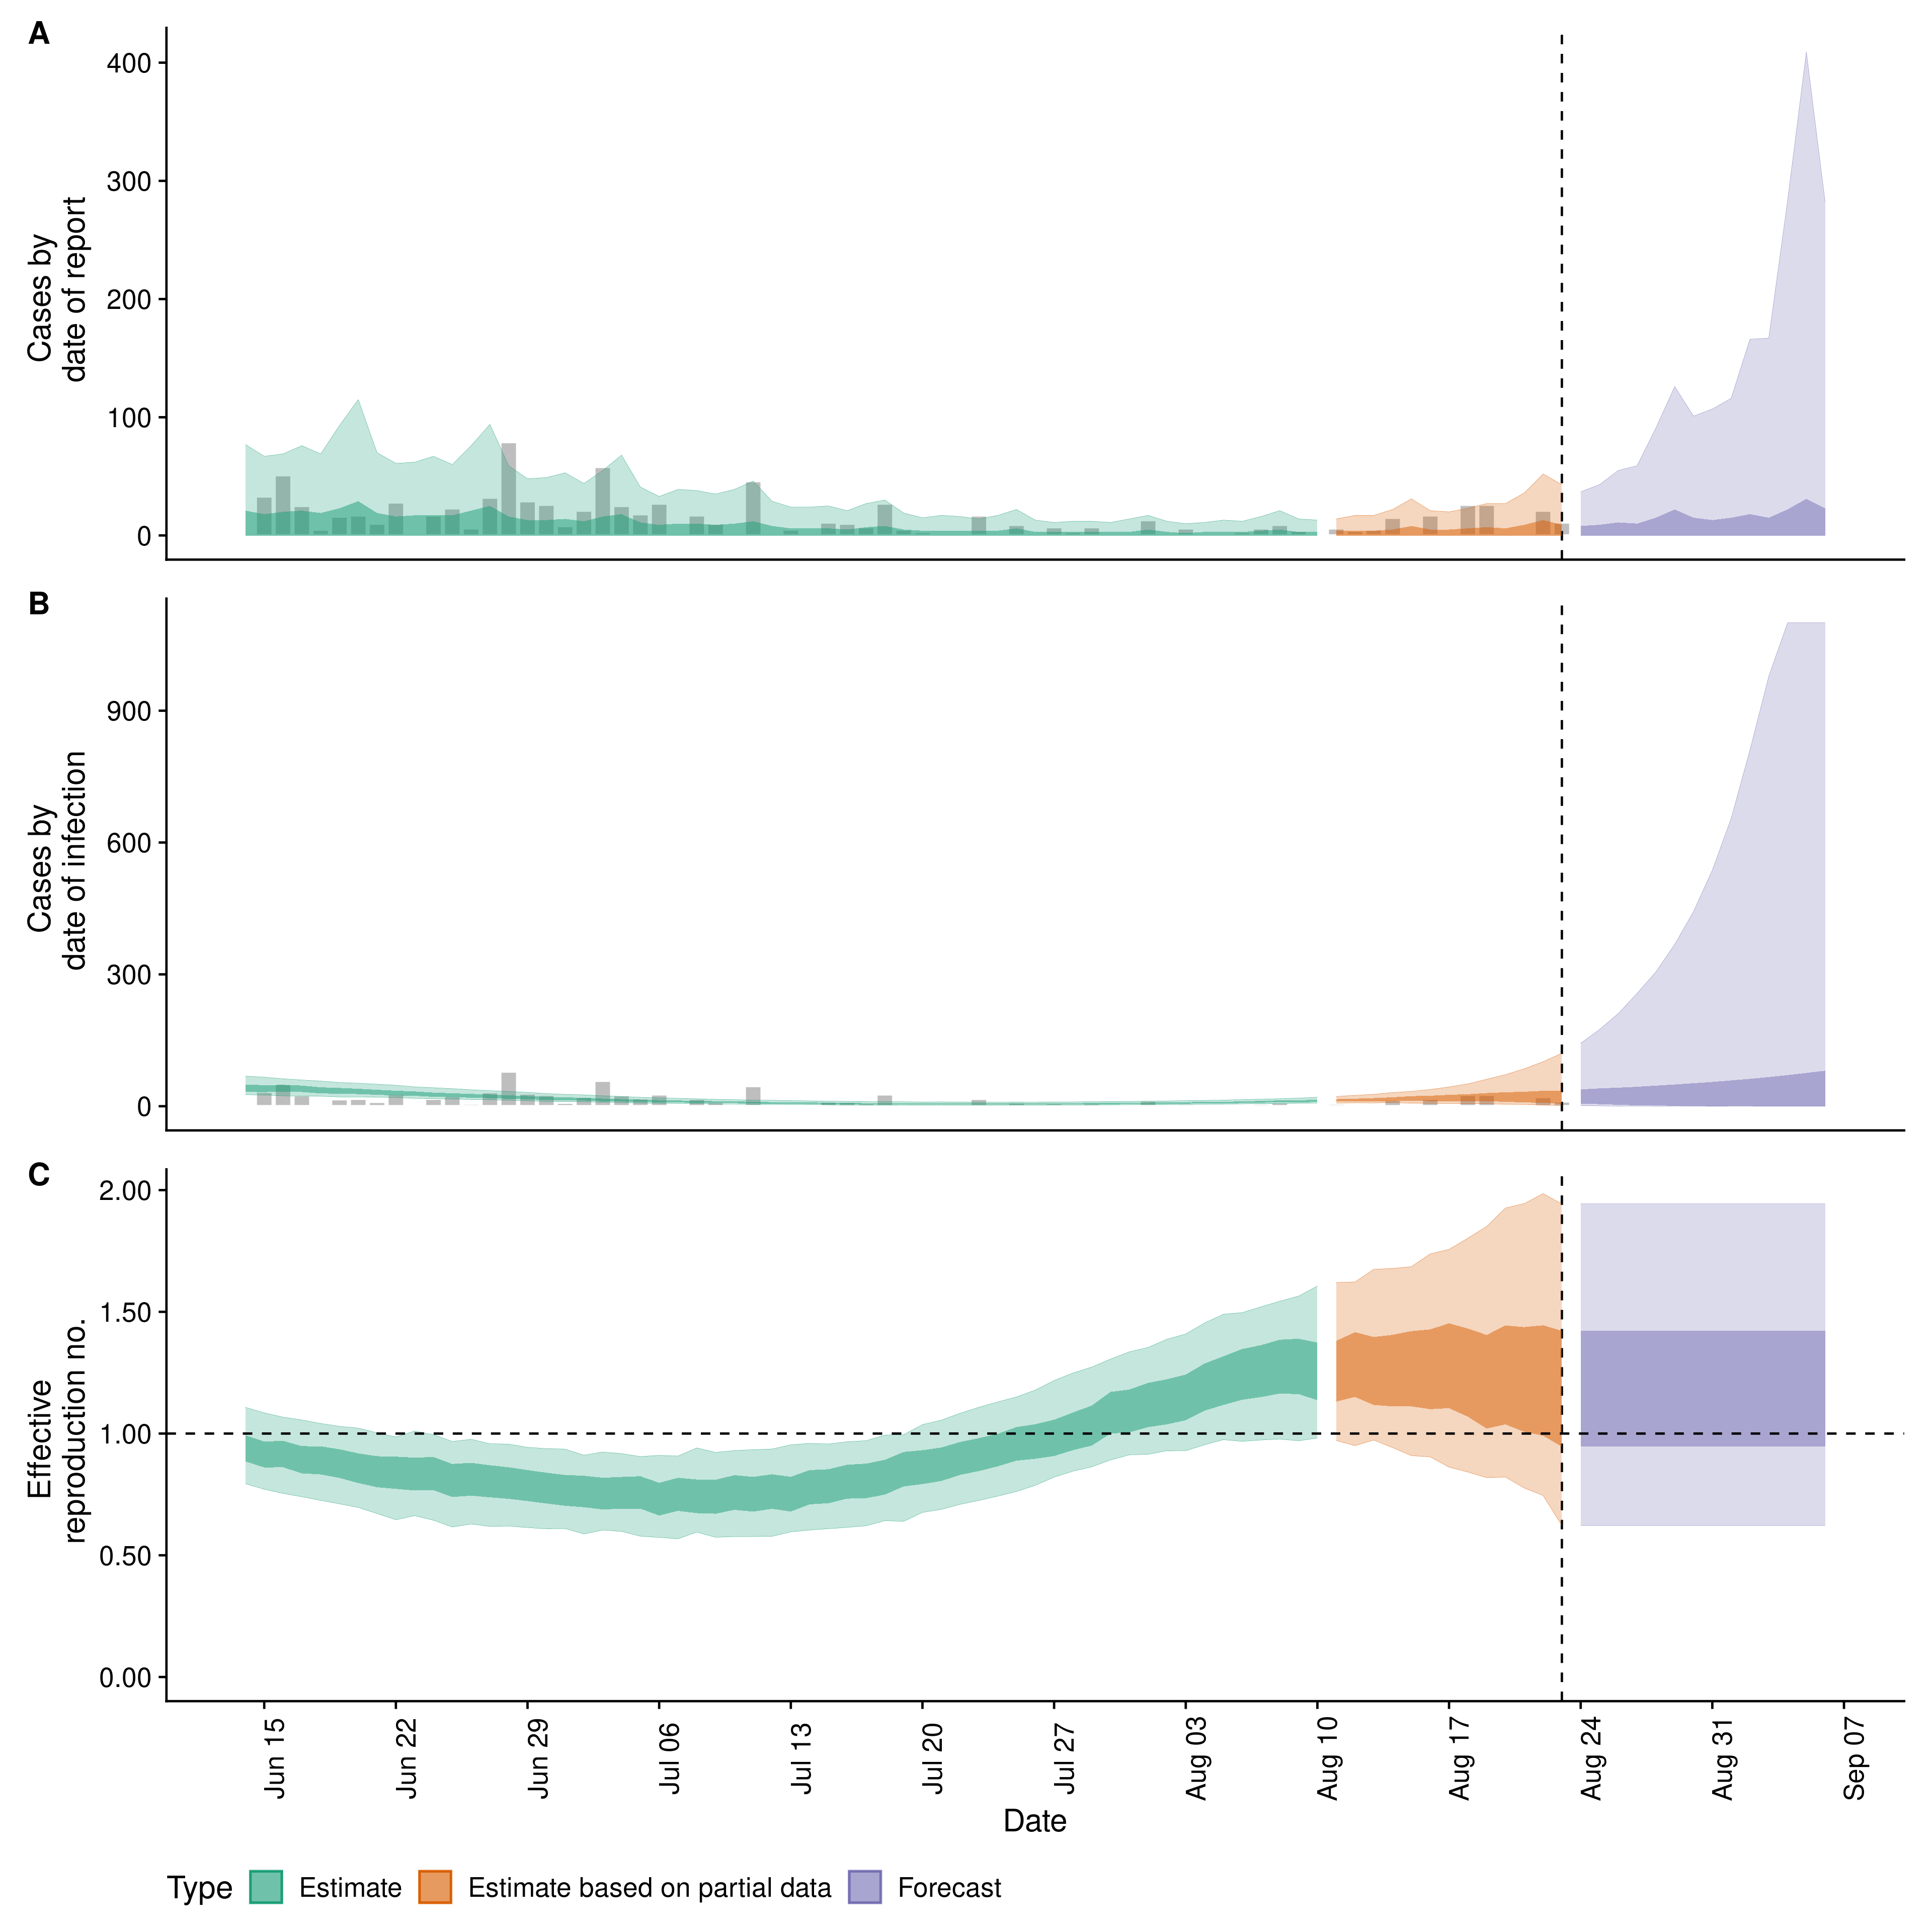 A
400
300
200
100
0
Cases by
date of report
B
900
600
300
0
Cases by
date of infection
C
2.00
1.50
1.00
0.50
0.00
Effective
reproduction no.
Jun 15
Jun 22
Jun 29
Jul 06
Jul 13
Jul 20
Jul 27
Aug 03
Aug 10
Aug 17
Aug 24
Aug 31
Sep 07
Date
Type Estimate Estimate based on partial data Forecast